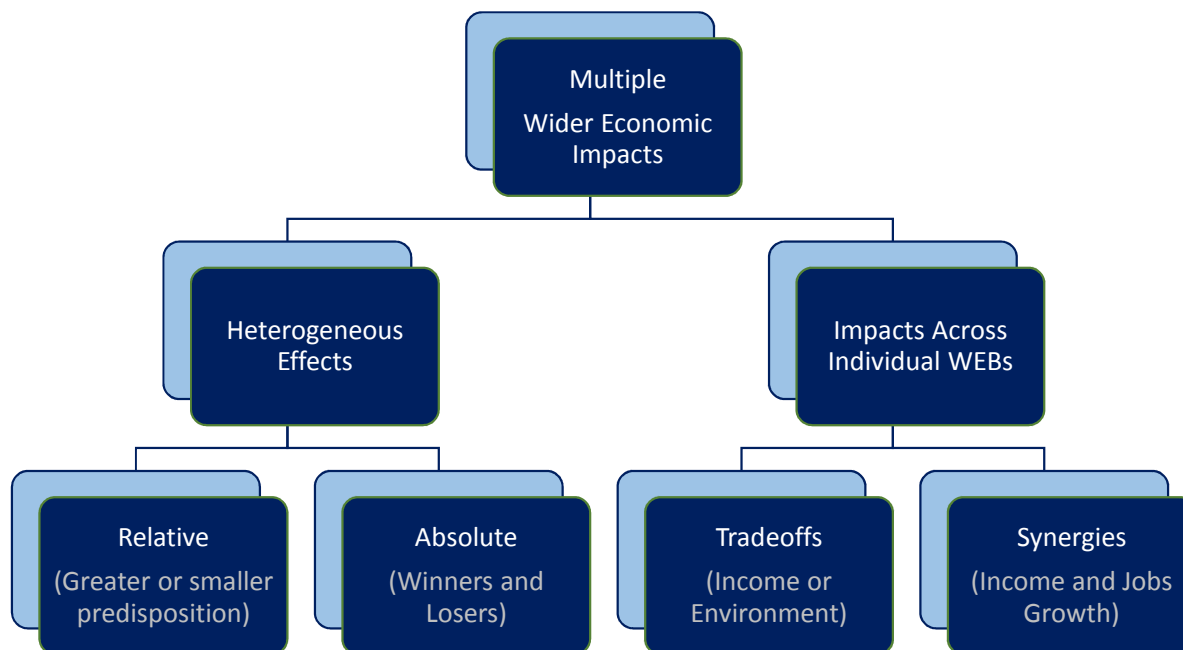 Multiple
Wider Economic
Impacts
Heterogeneous
Effects
Impacts Across
Individual WEBs
Relative
(Greater or smaller
predisposition)
Absolute
(Winners and
Losers)
Tradeoffs
(Income or
Environment)
Synergies
(Income and Jobs
Growth)